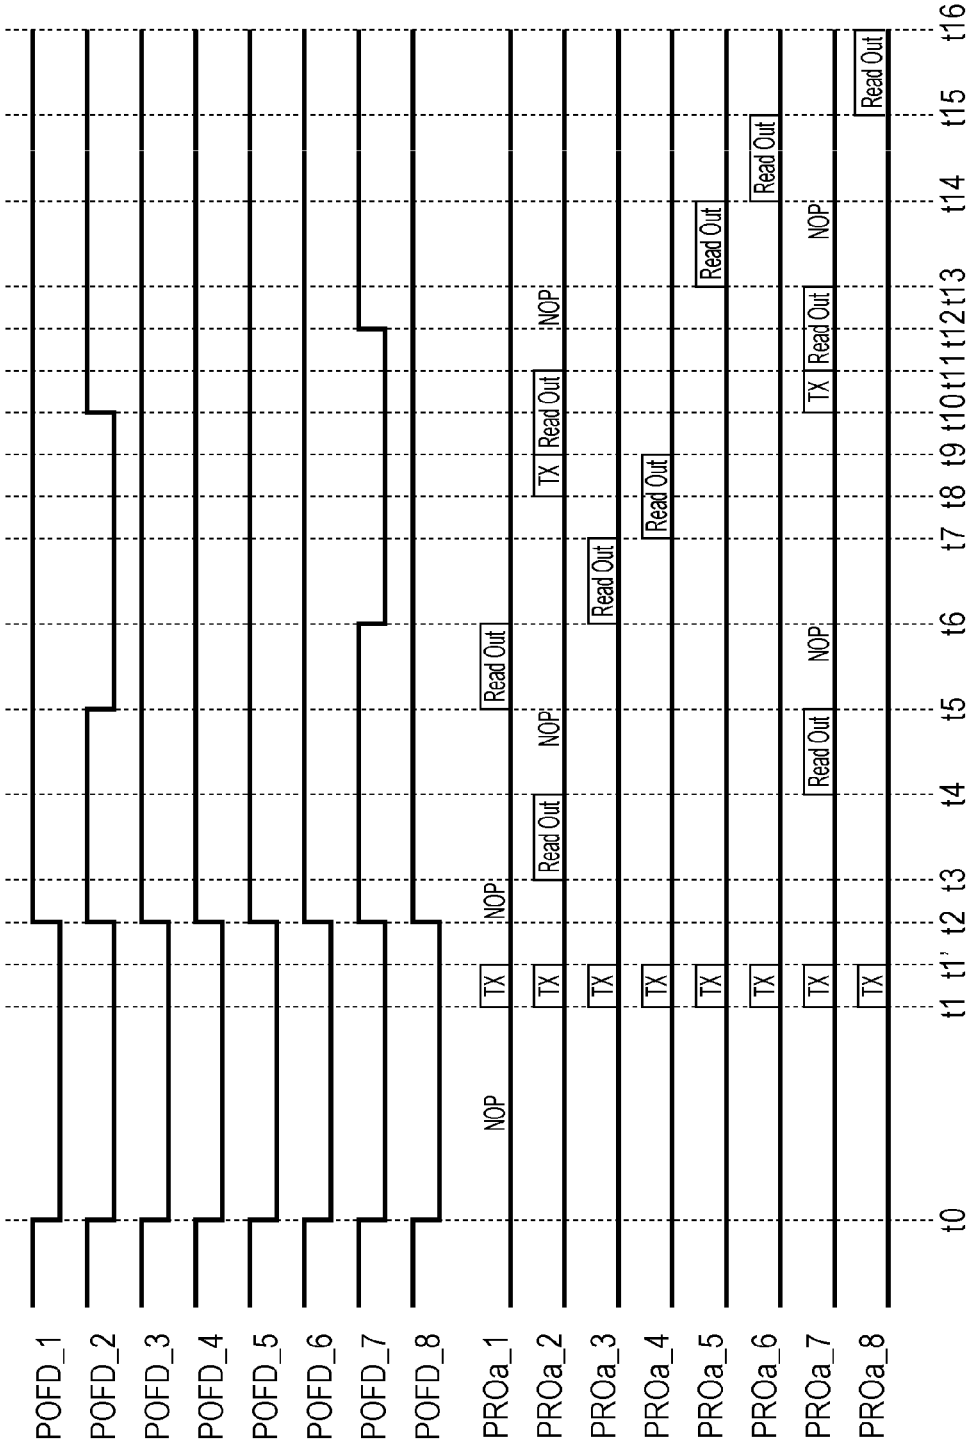 POFD_1
POFD_2
POFD_3
POFD_4
POFD_5
POFD_6
POFD_7
POFD_8
PROa_1 NOP TX NOP Read Out
PROa_2 TX Read Out NOP TX Read Out NOP
PROa_3 TX Read Out
PROa_4 TX Read Out
PROa_5 TX Read Out
PROa_6 TX Read Out
PROa_7 TX Read Out NOP TX Read Out NOP
PROa_8 TX Read Out
t0 t1 t1' t2 t3 t4 t5 t6 t7 t8 t9 t10 t11 t12 t13 t14 t15 t16